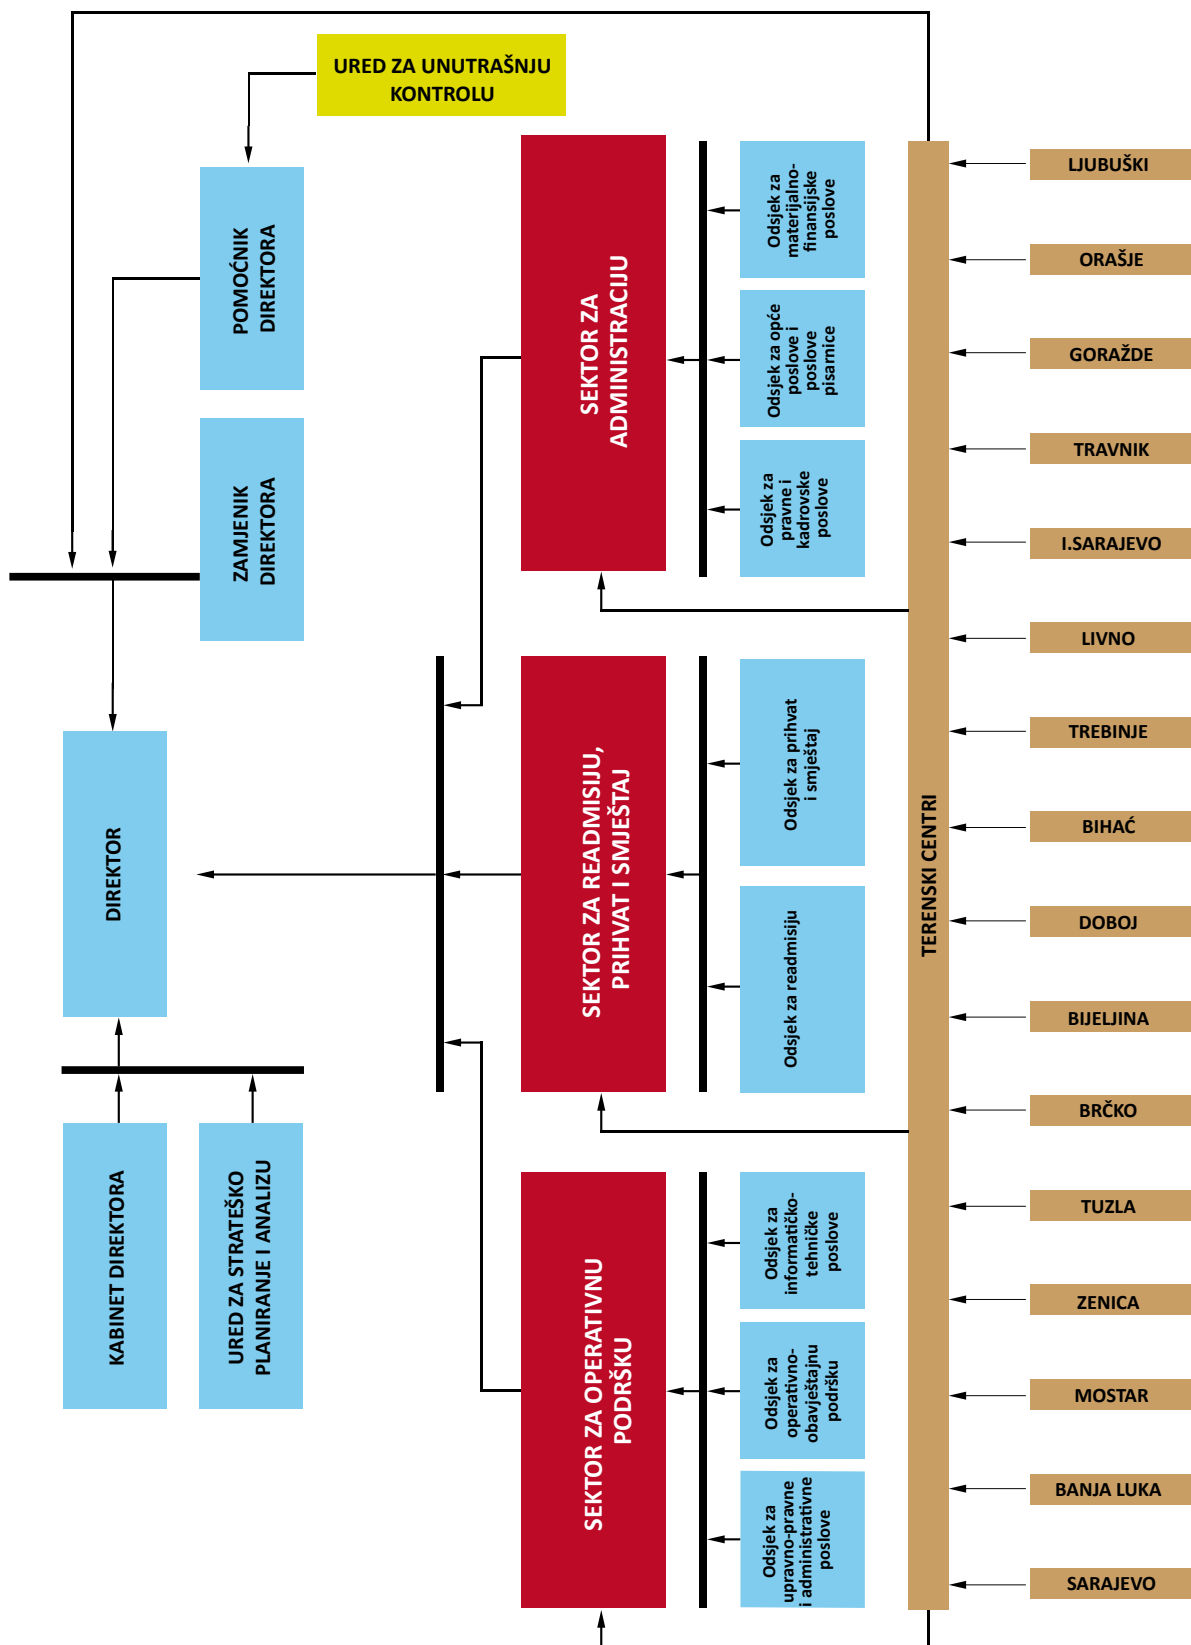 URED ZA UNUTRAŠNJU
KONTROLU
POMOĆNIK
DIREKTORA
ZAMJENIK
DIREKTORA
DIREKTOR
KABINET DIREKTORA
URED ZA STRATEŠKO
PLANIRANJE I ANALIZU
SEKTOR ZA
ADMINISTRACIJU
SEKTOR ZA READMISIJU,
PRIHVAT I SMJEŠTAJ
SEKTOR ZA OPERATIVNU
PODRŠKU
Odsjek za
materijalno-
finansijske
poslove
Odsjek za opće
poslove i
poslove
pisarnice
Odsjek za
pravne i
kadrovske
poslove
Odsjek za prihvat
i smještaj
Odsjek za readmisiju
Odsjek za
informatičko-
tehničke
poslove
Odsjek za
operativno-
obavještajnu
podršku
Odsjek za
upravno-pravne
i administrativne
poslove
TERENSKI CENTRI
LJUBUŠKI
ORAŠJE
GORAŽDE
TRAVNIK
I.SARAJEVO
LIVNO
TREBINJE
BIHAĆ
DOBOJ
BIJELJINA
BRČKO
TUZLA
ZENICA
MOSTAR
BANJA LUKA
SARAJEVO